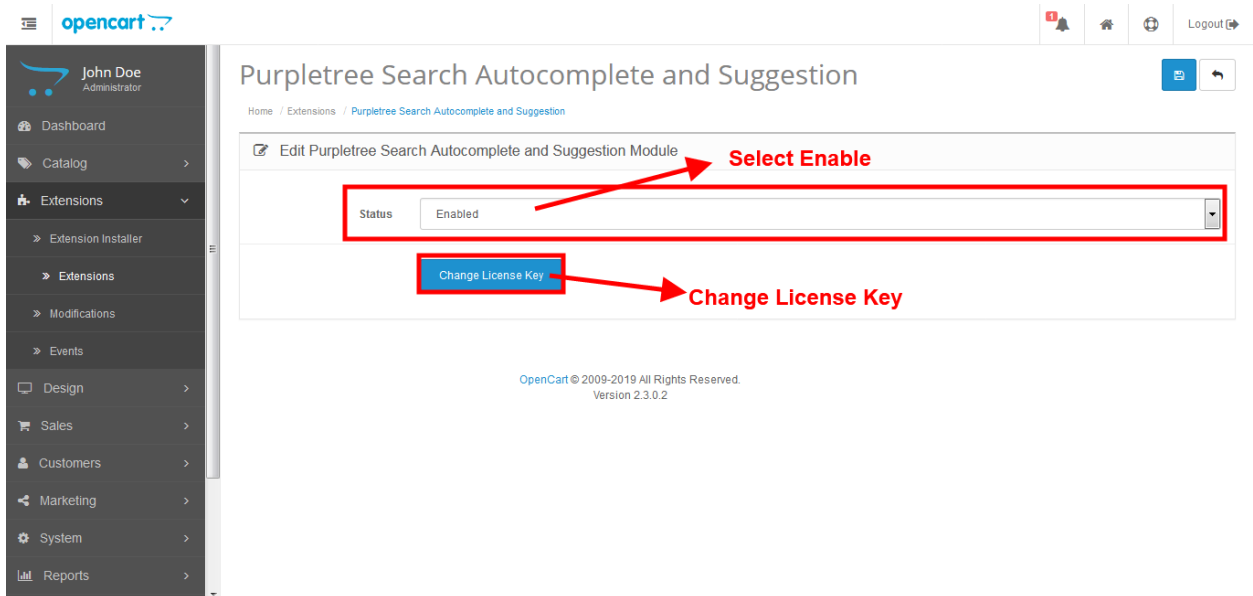 opencart
1
Logout
John Doe
Administrator
Dashboard
Catalog
Extensions
Extension Installer
Extensions
Modifications
Events
Design
Sales
Customers
Marketing
System
Reports
Purpletree Search Autocomplete and Suggestion
Home / Extensions / Purpletree Search Autocomplete and Suggestion
Edit Purpletree Search Autocomplete and Suggestion Module
Select Enable
Status Enabled
Change License Key
Change License Key
OpenCart © 2009-2019 All Rights Reserved.
Version 2.3.0.2